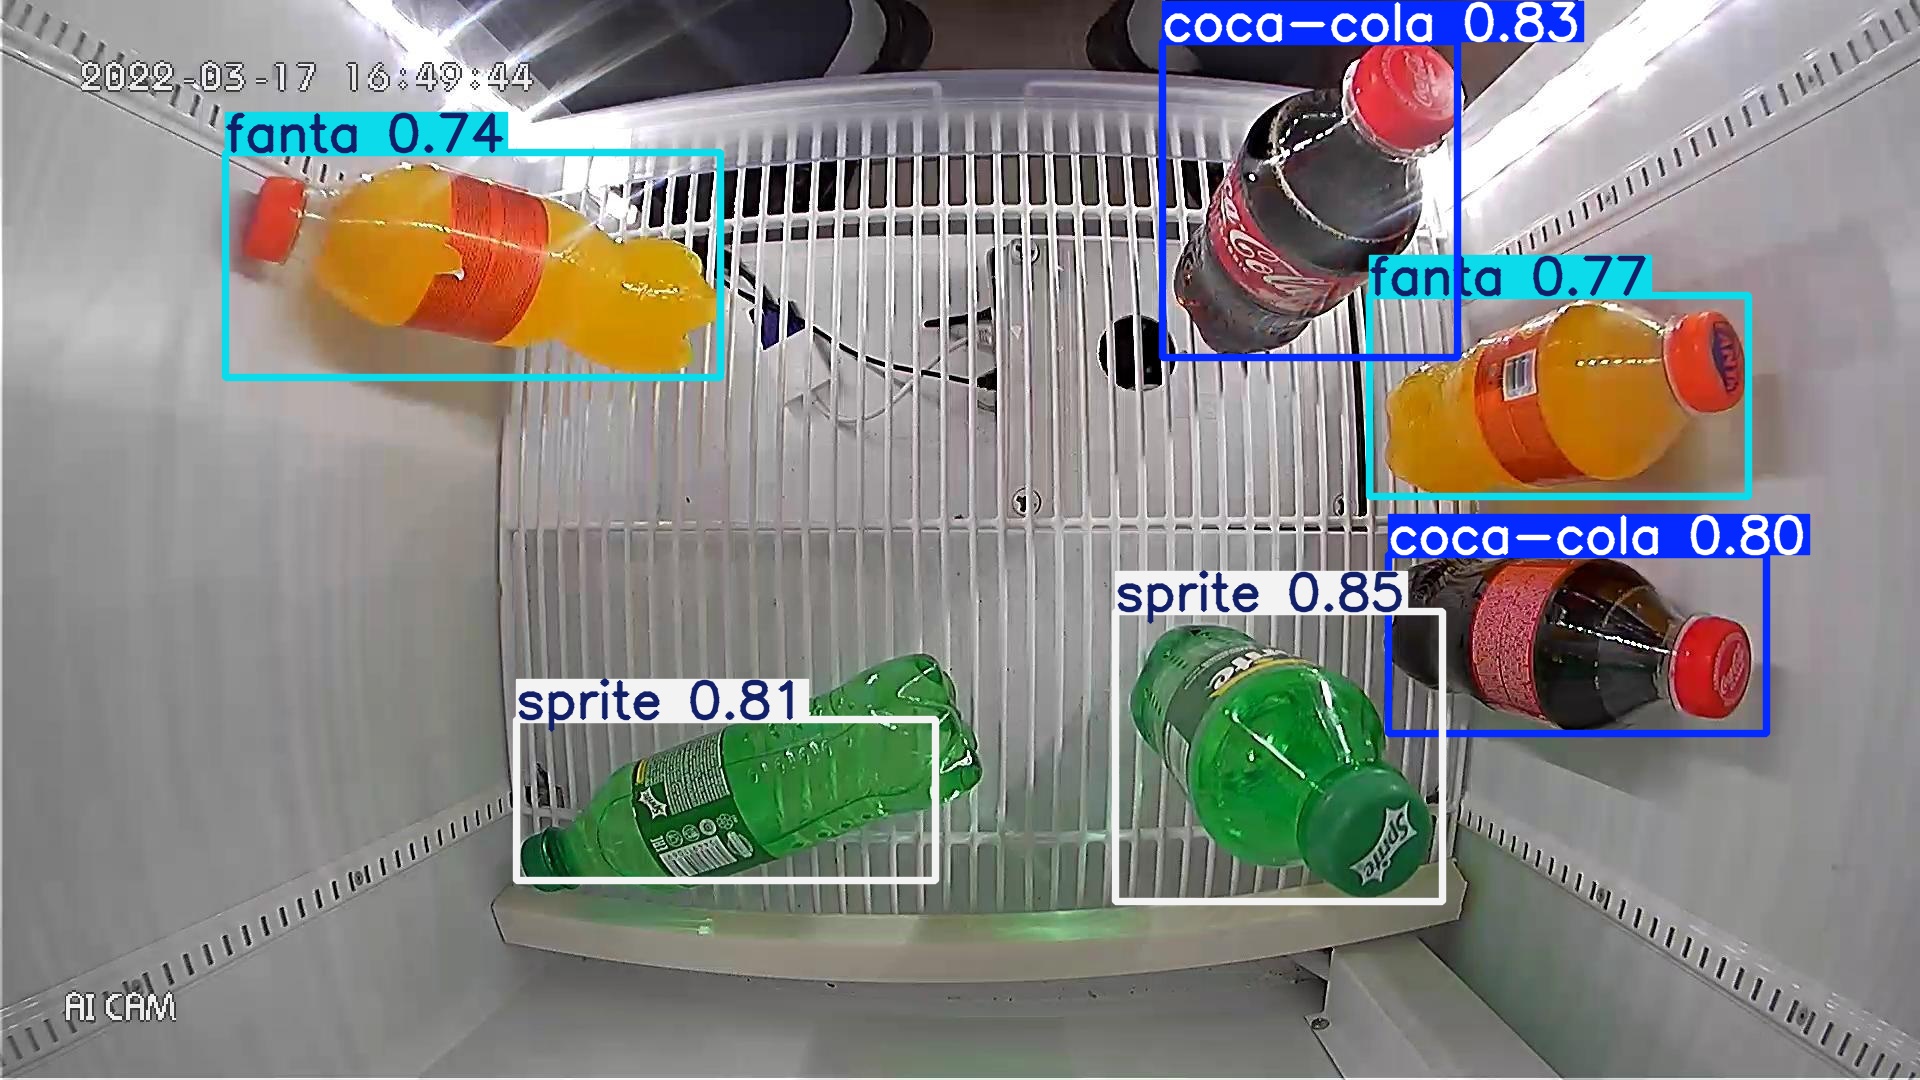 coca-cola 0.83
2022-03-17 16:49:44
fanta 0.74
fanta 0.77
coca-cola 0.80
sprite 0.85
sprite 0.81
Sprite
AI CAM